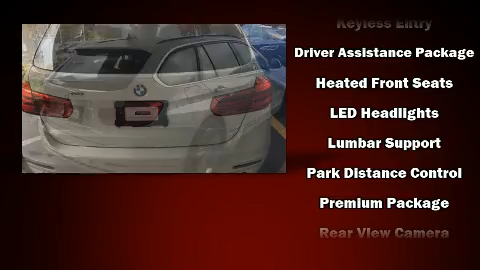 Keyless Entry
Driver Assistance Package
Heated Front Seats
LED Headlights
Lumbar Support
Park Distance Control
Premium Package
Rear View Camera